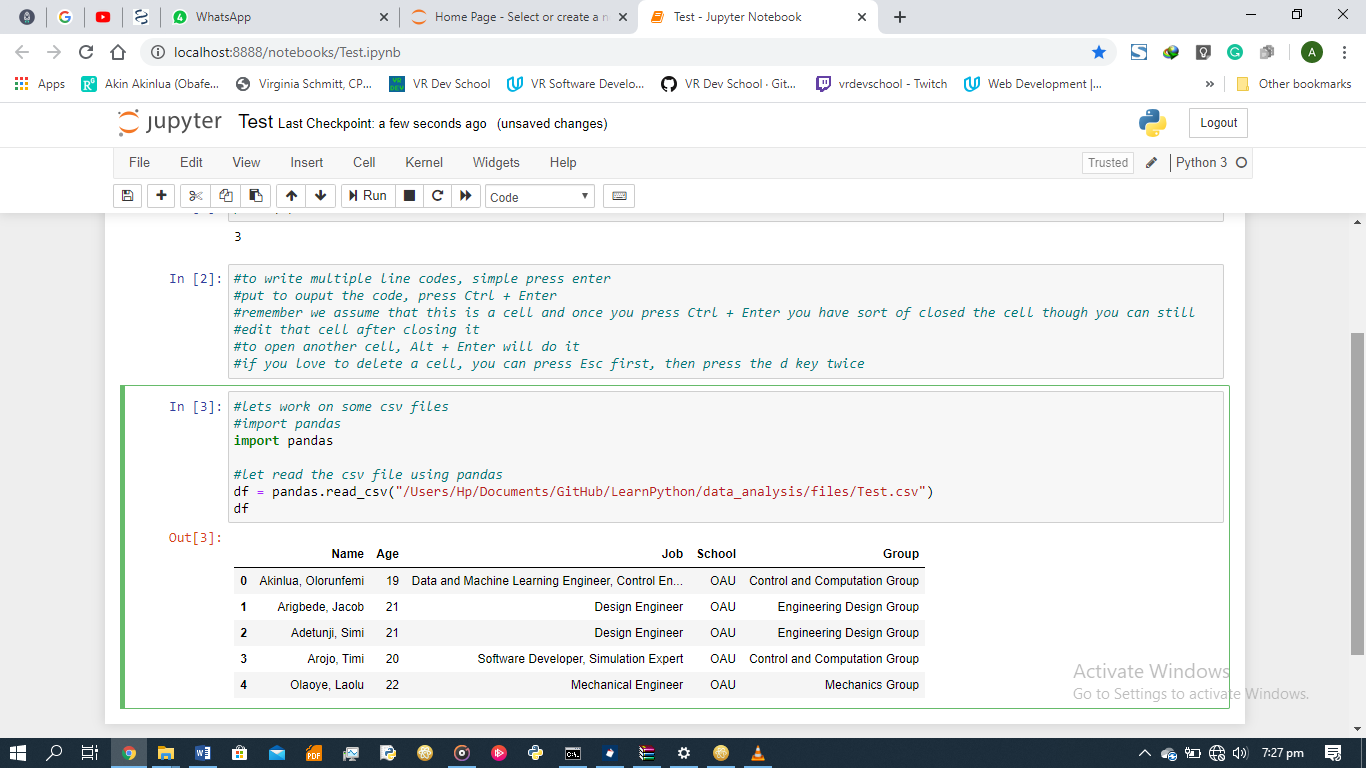 WhatsApp
Home Page - Select or create a n
Test - Jupyter Notebook
localhost:8888/notebooks/Test.ipynb
A
Apps
Akin Akinlua (Obafe...
Virginia Schmitt, CP...
VR Dev School
VR Software Develo...
VR Dev School · Git...
vrdevschool - Twitch
Web Development |...
»
Other bookmarks
jupyter Test Last Checkpoint: a few seconds ago (unsaved changes)
Logout
File Edit View Insert Cell Kernel Widgets Help
Trusted
Python 3
Run
Code
3
In [2]:
#to write multiple line codes, simple press enter
#put to ouput the code, press Ctrl + Enter
#remember we assume that this is a cell and once you press Ctrl + Enter you have sort of closed the cell though you can still
#edit that cell after closing it
#to open another cell, Alt + Enter will do it
#if you love to delete a cell, you can press Esc first, then press the d key twice
In [3]:
#lets work on some csv files
#import pandas
import pandas
#let read the csv file using pandas
df = pandas.read_csv("/Users/Hp/Documents/GitHub/LearnPython/data_analysis/files/Test.csv")
df
Out[3]:
Name Age Job School Group
0 Akinlua, Olorunfemi 19 Data and Machine Learning Engineer, Control En... OAU Control and Computation Group
1 Arigbede, Jacob 21 Design Engineer OAU Engineering Design Group
2 Adetunji, Simi 21 Design Engineer OAU Engineering Design Group
3 Arojo, Timi 20 Software Developer, Simulation Expert OAU Control and Computation Group
4 Olaoye, Laolu 22 Mechanical Engineer OAU Mechanics Group
Activate Windows
Go to Settings to activate Windows.
7:27 pm